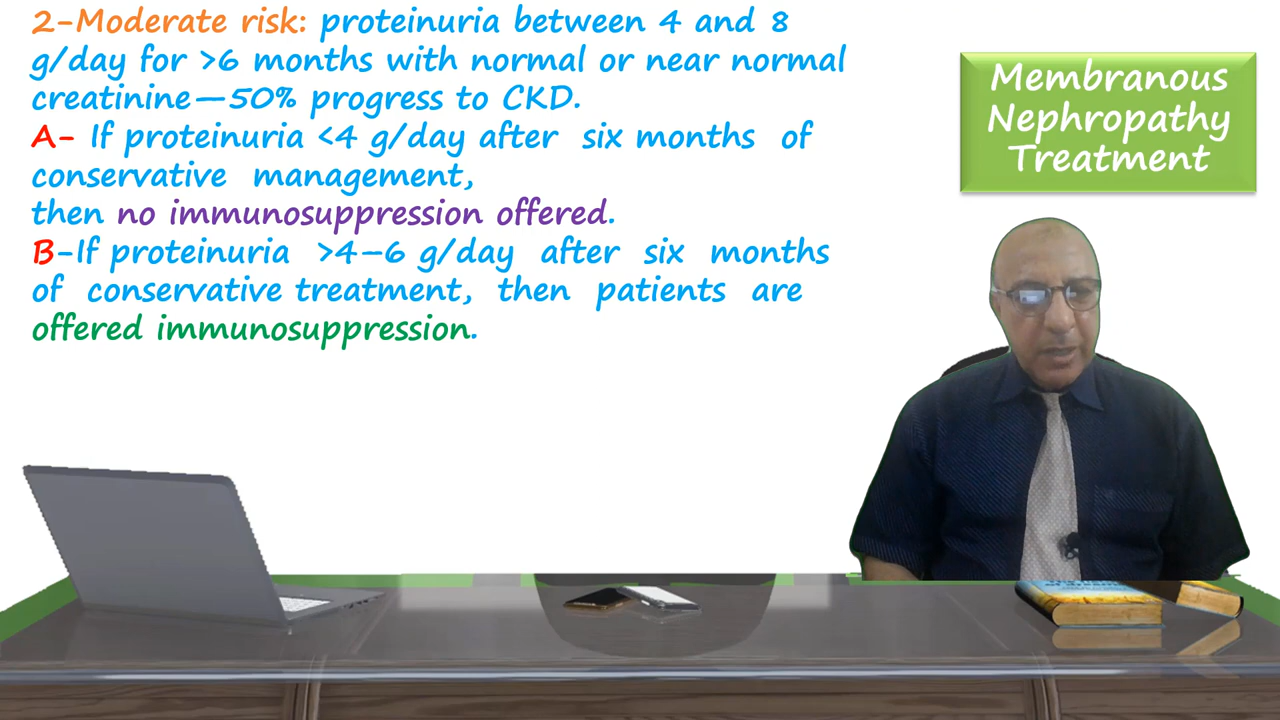 2-Moderate risk: proteinuria between 4 and 8
g/day for >6 months with normal or near normal
creatinine—50% progress to CKD.
A- If proteinuria <4 g/day after six months of
conservative management,
then no immunosuppression offered.
B-If proteinuria >4–6 g/day after six months
of conservative treatment, then patients are
offered immunosuppression.
Membranous
Nephropathy
Treatment